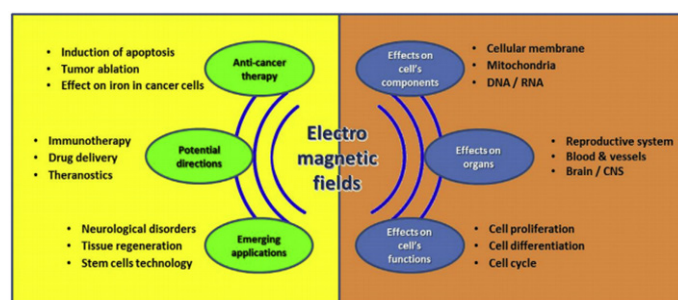 Induction of apoptosis
Tumor ablation
Effect on iron in cancer cells
Anti-cancer
therapy
Immunotherapy
Drug delivery
Theranostics
Potential
directions
Neurological disorders
Tissue regeneration
Stem cells technology
Emerging
applications
Electro
magnetic
fields
Effects on
cell's
components
Cellular membrane
Mitochondria
DNA / RNA
Effects on
organs
Reproductive system
Blood & vessels
Brain / CNS
Effects on
cell's
functions
Cell proliferation
Cell differentiation
Cell cycle